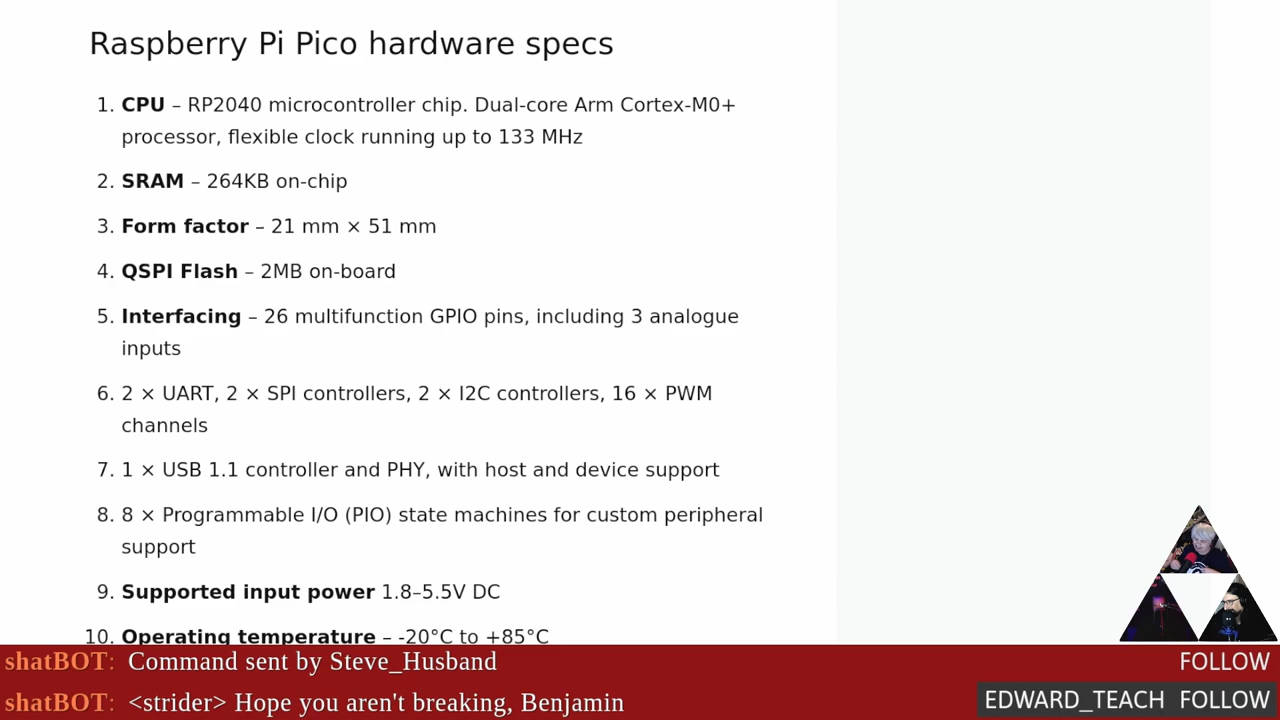 Raspberry Pi Pico hardware specs
1. CPU – RP2040 microcontroller chip. Dual-core Arm Cortex-M0+
processor, flexible clock running up to 133 MHz
2. SRAM – 264KB on-chip
3. Form factor – 21 mm × 51 mm
4. QSPI Flash – 2MB on-board
5. Interfacing – 26 multifunction GPIO pins, including 3 analogue
inputs
6. 2 × UART, 2 × SPI controllers, 2 × I2C controllers, 16 × PWM
channels
7. 1 × USB 1.1 controller and PHY, with host and device support
8. 8 × Programmable I/O (PIO) state machines for custom peripheral
support
9. Supported input power 1.8–5.5V DC
10. Operating temperature – -20°C to +85°C
shatBOT: Command sent by Steve_Husband
FOLLOW
shatBOT: <strider> Hope you aren't breaking, Benjamin
EDWARD_TEACH FOLLOW